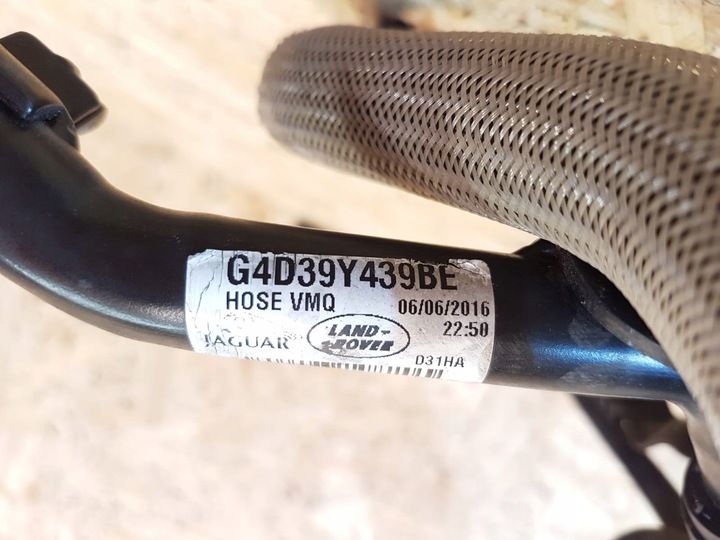 G4D39Y439BE
HOSE VMQ 06/06/2016
22:50
JAGUAR LAND-ROVER
D31HA